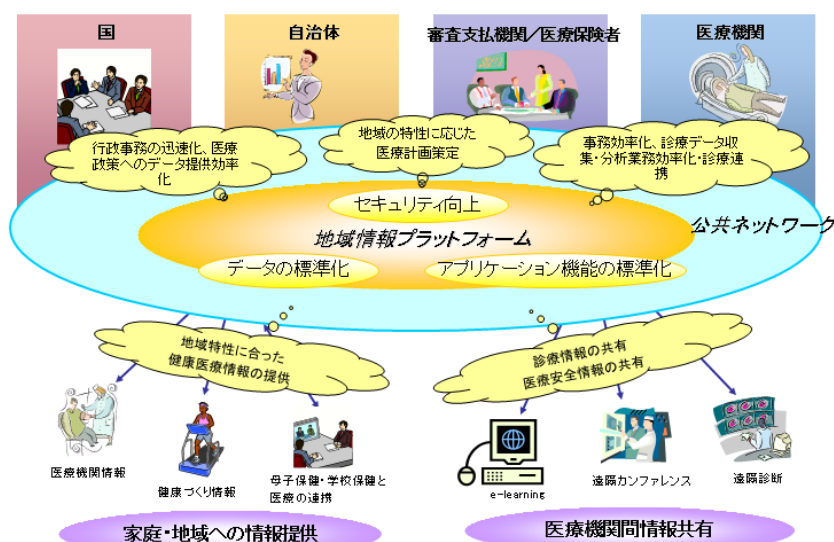 国
自治体
審査支払機関／医療保険者
医療機関
行政事務の迅速化、医療
政策へのデータ提供効率
化
地域の特性に応じた
医療計画策定
事務効率化、診療データ収
集・分析業務効率化・診療連
携
セキュリティ向上
地域情報プラットフォーム
公共ネットワーク
データの標準化
アプリケーション機能の標準化
地域特性に合った
健康医療情報の提供
診療情報の共有
医療安全情報の共有
医療機関情報
健康づくり情報
母子保健・学校保健と
医療の連携
e-learning
遠隔カンファレンス
遠隔診断
家庭・地域への情報提供
医療機関間情報共有